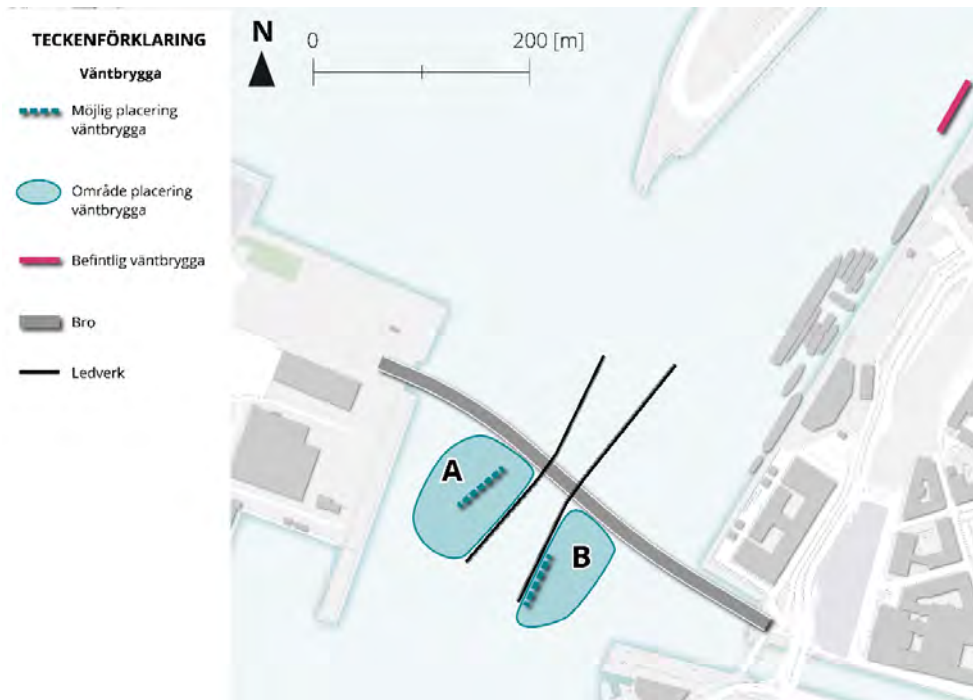 TECKENFÖRKLARING
Väntbrygga
Möjlig placering
väntbrygga
Område placering
väntbrygga
Befintlig väntbrygga
Bro
Ledverk
N
0
200 [m]
A
B